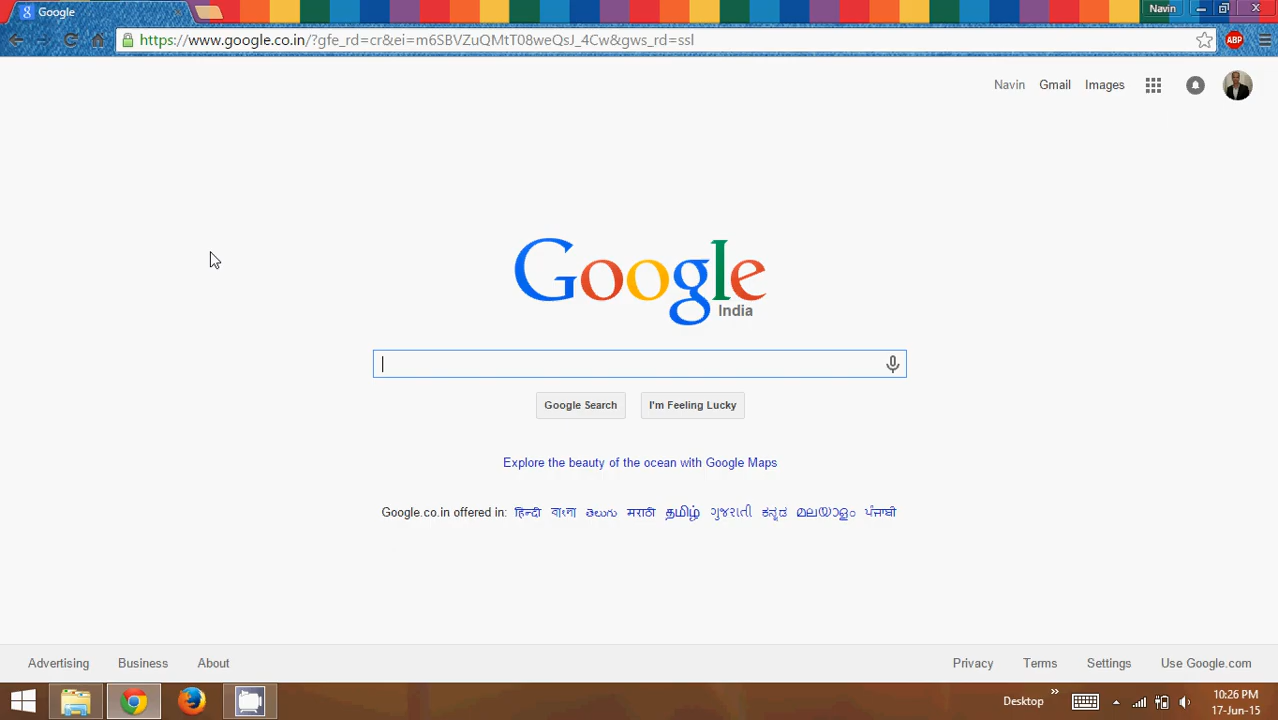 Google
Navin
https://www.google.co.in/?gfe_rd=cr&ei=m6SBVZuQMtT08weQsJ_4Cw&gws_rd=ssl
ABP
Navin Gmail Images
Google
India
Google Search I'm Feeling Lucky
Explore the beauty of the ocean with Google Maps
Google.co.in offered in: हिन्दी বাংলা తెలుగు मराठी தமிழ் ગુજરાતી ಕನ್ನಡ മലയാളം ਪੰਜਾਬੀ
Advertising Business About Privacy Terms Settings Use Google.com
Desktop
10:26 PM
17-Jun-15